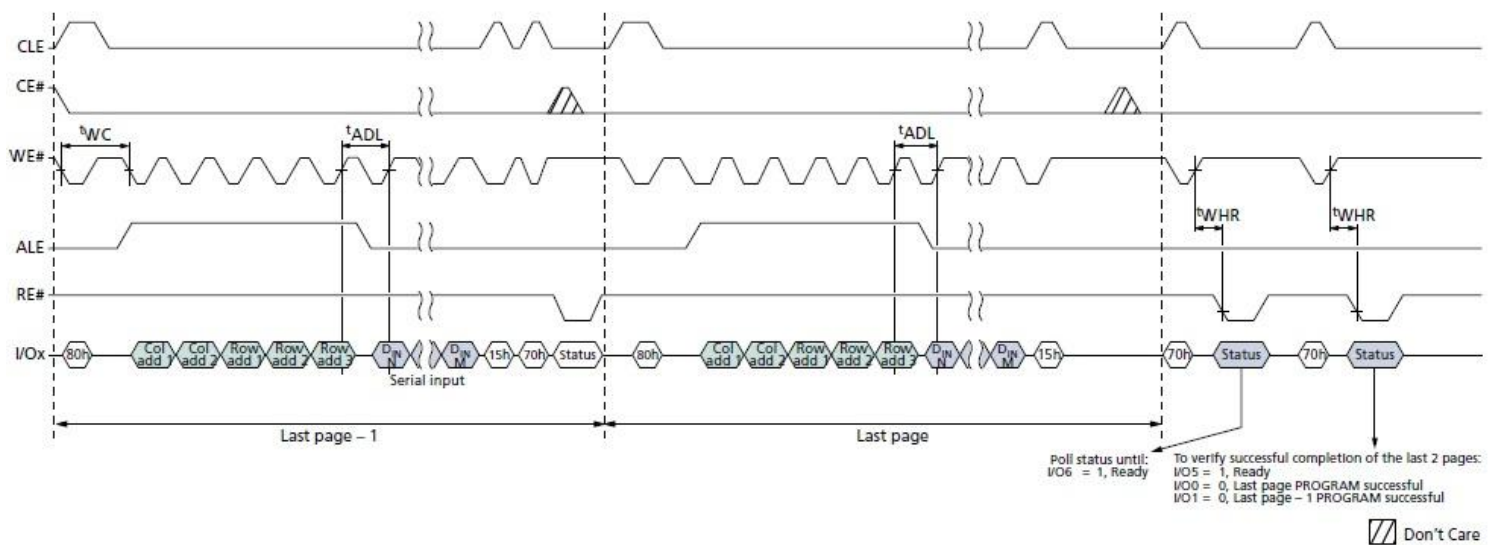 CLE
CE#
tWC
tADL
tADL
WE#
tWHR
tWHR
ALE
RE#
I/Ox
80h
Col add 1
Col add 2
Row add 1
Row add 2
Row add 3
DIN N
DIN M
15h
70h
Status
80h
Col add 1
Col add 2
Row add 1
Row add 2
Row add 3
DIN N
DIN M
15h
70h
Status
70h
Status
Serial input
Last page – 1
Last page
Poll status until:
I/O6 = 1, Ready
To verify successful completion of the last 2 pages:
I/O5 = 1, Ready
I/O0 = 0, Last page PROGRAM successful
I/O1 = 0, Last page – 1 PROGRAM successful
Don't Care